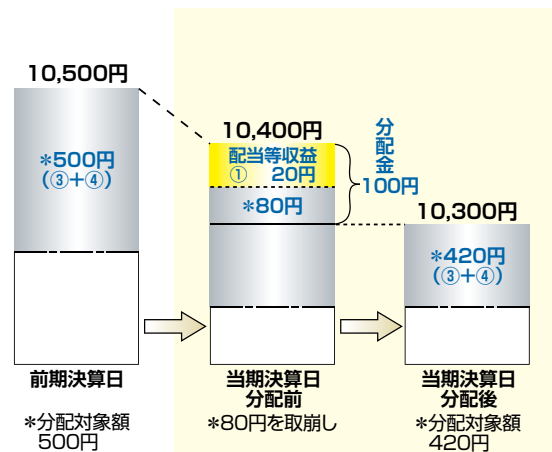 10,500円
*500円
(③+④)
前期決算日
*分配対象額
500円
10,400円
配当等収益
① 20円
*80円
分配金
100円
当期決算日
分配前
*80円を取崩し
10,300円
*420円
(③+④)
当期決算日
分配後
*分配対象額
420円